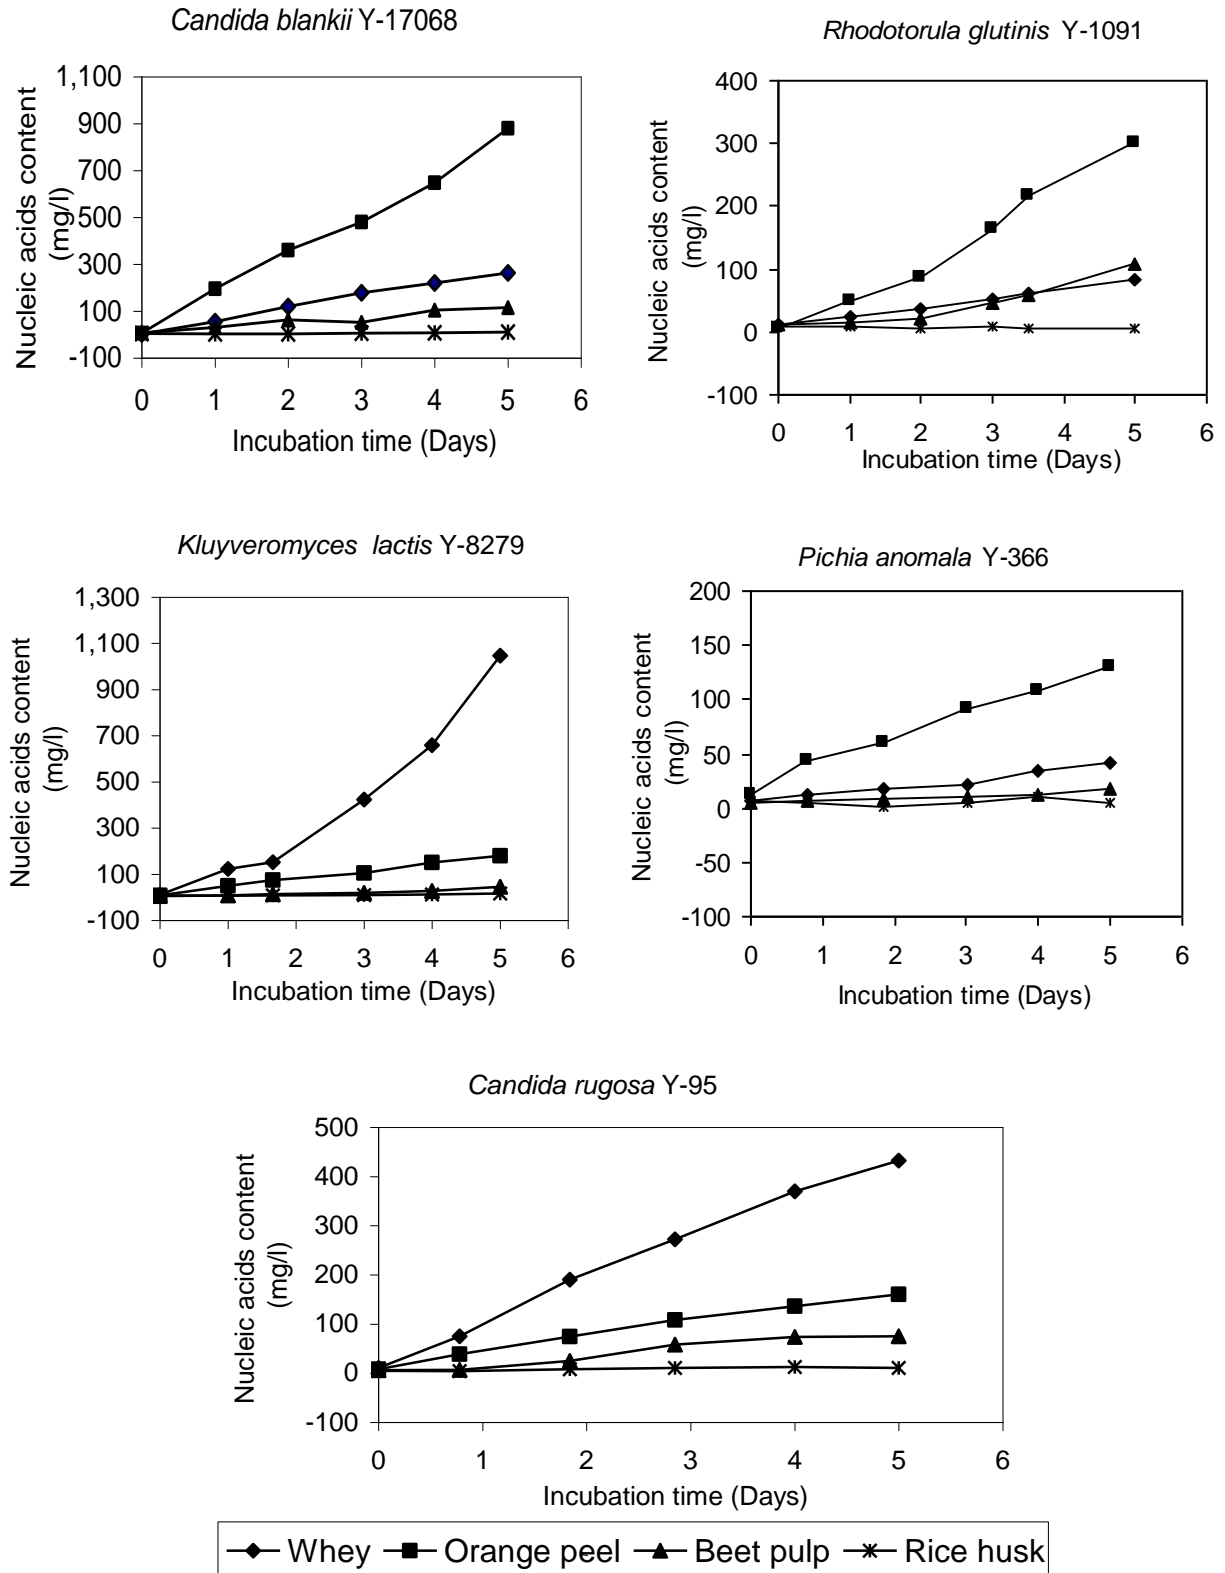 Candida blankii Y-17068
Nucleic acids content
(mg/l)
1,100
900
700
500
300
100
-100
0 1 2 3 4 5 6
Incubation time (Days)
Rhodotorula glutinis Y-1091
Nucleic acids content
(mg/l)
400
300
200
100
0
-100
0 1 2 3 4 5 6
Incubation time (Days)
Kluyveromyces lactis Y-8279
Nucleic acids content
(mg/l)
1,300
1,100
900
700
500
300
100
-100
0 1 2 3 4 5 6
Incubation time (Days)
Pichia anomala Y-366
Nucleic acids content
(mg/l)
200
150
100
50
0
-50
-100
0 1 2 3 4 5 6
Incubation time (Days)
Candida rugosa Y-95
Nucleic acids content
(mg/l)
500
400
300
200
100
0
-100
0 1 2 3 4 5 6
Incubation time (Days)
Whey Orange peel Beet pulp Rice husk